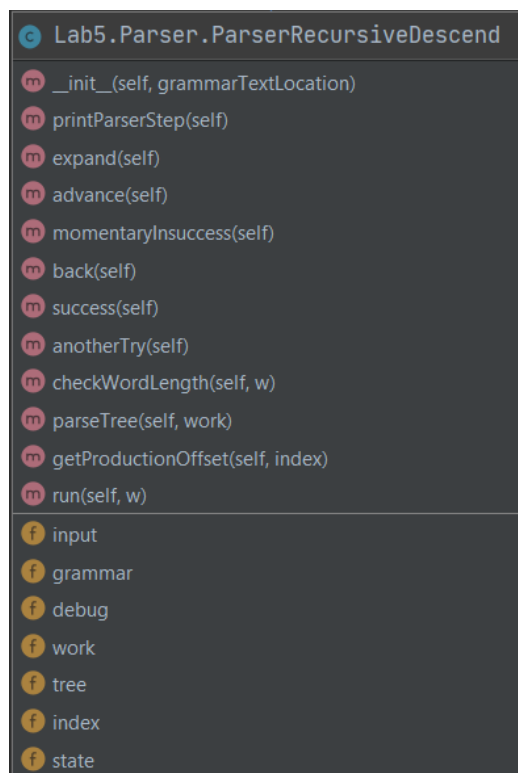 C Lab5.Parser.ParserRecursiveDescend
m __init__(self, grammarTextLocation)
m printParserStep(self)
m expand(self)
m advance(self)
m momentaryInsuccess(self)
m back(self)
m success(self)
m anotherTry(self)
m checkWordLength(self, w)
m parseTree(self, work)
m getProductionOffset(self, index)
m run(self, w)
f input
f grammar
f debug
f work
f tree
f index
f state